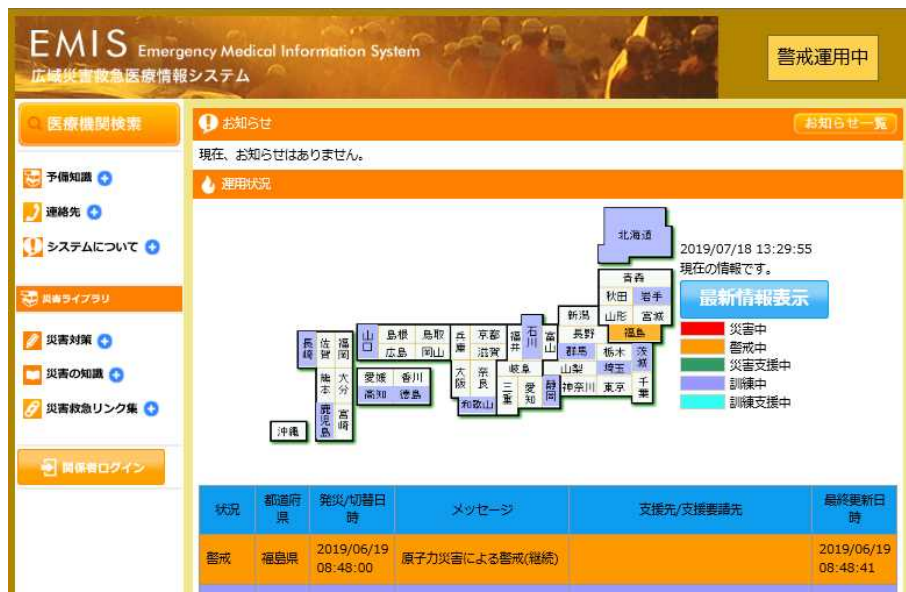 EMIS Emergency Medical Information System
広域災害救急医療情報システム
警戒運用中
医療機関検索
予備知識
連絡先
システムについて
災害ライブラリ
災害対策
災害の知識
災害救急リンク集
関係者ログイン
お知らせ
お知らせ一覧
現在、お知らせはありません。
運用状況
北海道
青森
秋田 岩手
山形 宮城
新潟
福島
長野
群馬 栃木 茨城
山梨 埼玉
神奈川 東京 千葉
石川
福井
富山
岐阜
静岡
愛知
三重
京都
滋賀
兵庫
大阪
奈良
和歌山
島根 鳥取
広島 岡山
山口
愛媛 香川
高知 徳島
福岡
佐賀
長崎
熊本 大分
鹿児島 宮崎
沖縄
2019/07/18 13:29:55
現在の情報です。
最新情報表示
災害中
警戒中
災害支援中
訓練中
訓練支援中
状況 都道府県 発災/切替日時 メッセージ 支援先/支援要請先 最終更新日時
警戒 福島県 2019/06/19 08:48:00 原子力災害による警戒(継続) 2019/06/19 08:48:41